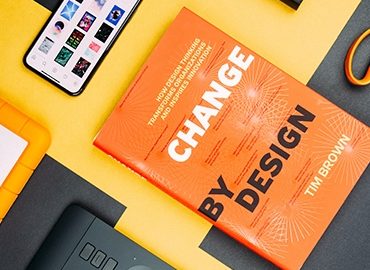 HOW DESIGN THINKING
TRANSFORMS ORGANIZATIONS
AND INSPIRES INNOVATION
CHANGE
BY
DESIGN
TIM BROWN